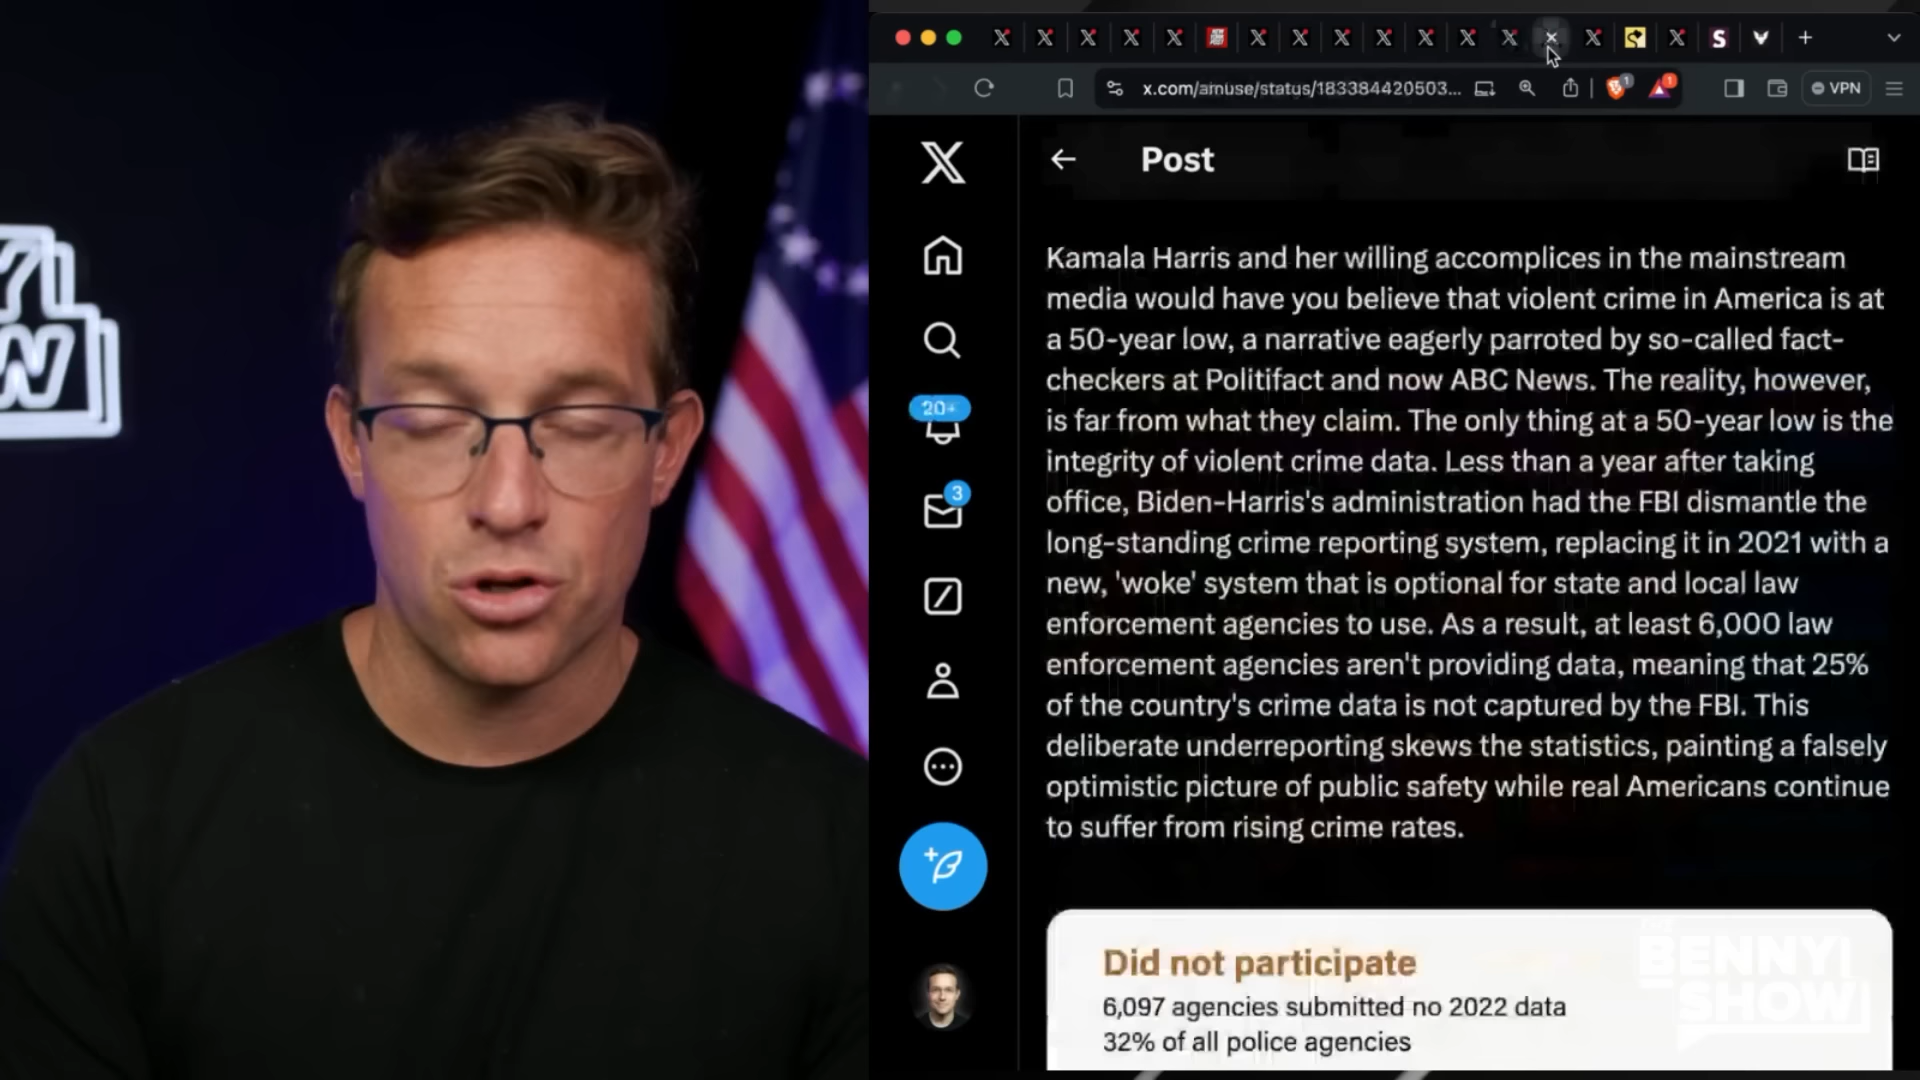 Y
W
x.com/amuse/status/183384420503...
1
1
VPN
Post
20+
3
Kamala Harris and her willing accomplices in the mainstream
media would have you believe that violent crime in America is at
a 50-year low, a narrative eagerly parroted by so-called fact-
checkers at Politifact and now ABC News. The reality, however,
is far from what they claim. The only thing at a 50-year low is the
integrity of violent crime data. Less than a year after taking
office, Biden-Harris's administration had the FBI dismantle the
long-standing crime reporting system, replacing it in 2021 with a
new, 'woke' system that is optional for state and local law
enforcement agencies to use. As a result, at least 6,000 law
enforcement agencies aren't providing data, meaning that 25%
of the country's crime data is not captured by the FBI. This
deliberate underreporting skews the statistics, painting a falsely
optimistic picture of public safety while real Americans continue
to suffer from rising crime rates.
Did not participate
6,097 agencies submitted no 2022 data
32% of all police agencies
THE
BENNY
SHOW